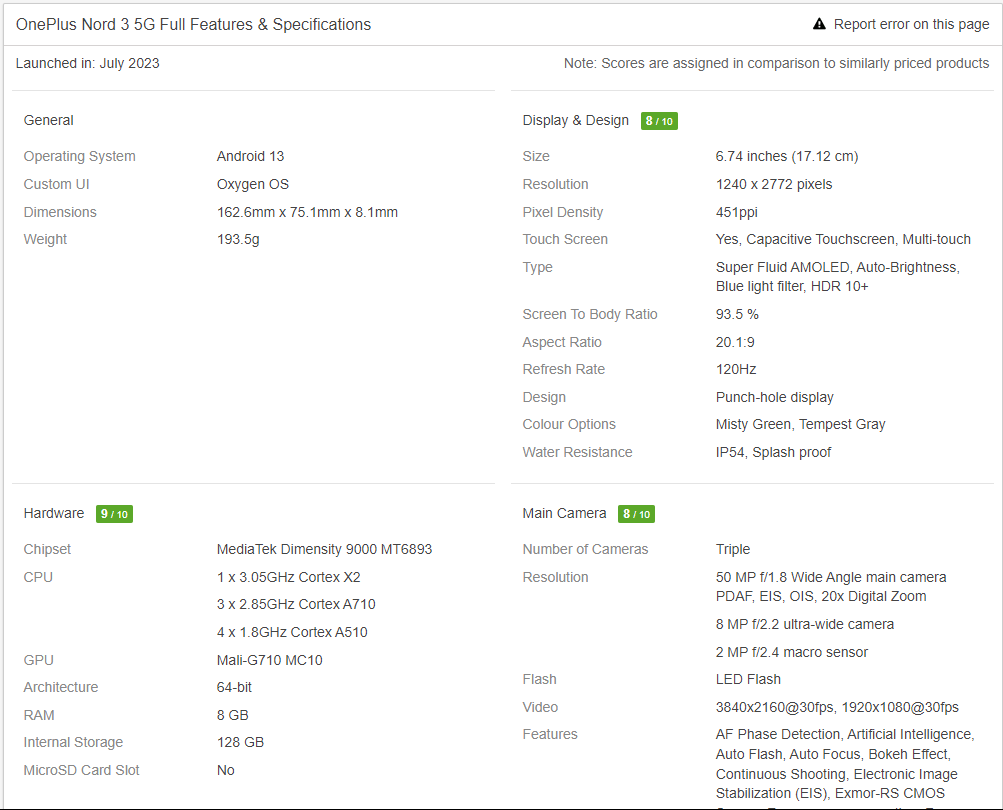 OnePlus Nord 3 5G Full Features & Specifications
Report error on this page
Launched in: July 2023
Note: Scores are assigned in comparison to similarly priced products
General
Operating System Android 13
Custom UI Oxygen OS
Dimensions 162.6mm x 75.1mm x 8.1mm
Weight 193.5g
Display & Design 8 / 10
Size 6.74 inches (17.12 cm)
Resolution 1240 x 2772 pixels
Pixel Density 451ppi
Touch Screen Yes, Capacitive Touchscreen, Multi-touch
Type Super Fluid AMOLED, Auto-Brightness,
Blue light filter, HDR 10+
Screen To Body Ratio 93.5 %
Aspect Ratio 20.1:9
Refresh Rate 120Hz
Design Punch-hole display
Colour Options Misty Green, Tempest Gray
Water Resistance IP54, Splash proof
Hardware 9 / 10
Chipset MediaTek Dimensity 9000 MT6893
CPU 1 x 3.05GHz Cortex X2
3 x 2.85GHz Cortex A710
4 x 1.8GHz Cortex A510
GPU Mali-G710 MC10
Architecture 64-bit
RAM 8 GB
Internal Storage 128 GB
MicroSD Card Slot No
Main Camera 8 / 10
Number of Cameras Triple
Resolution 50 MP f/1.8 Wide Angle main camera
PDAF, EIS, OIS, 20x Digital Zoom
8 MP f/2.2 ultra-wide camera
2 MP f/2.4 macro sensor
Flash LED Flash
Video 3840x2160@30fps, 1920x1080@30fps
Features AF Phase Detection, Artificial Intelligence,
Auto Flash, Auto Focus, Bokeh Effect,
Continuous Shooting, Electronic Image
Stabilization (EIS), Exmor-RS CMOS